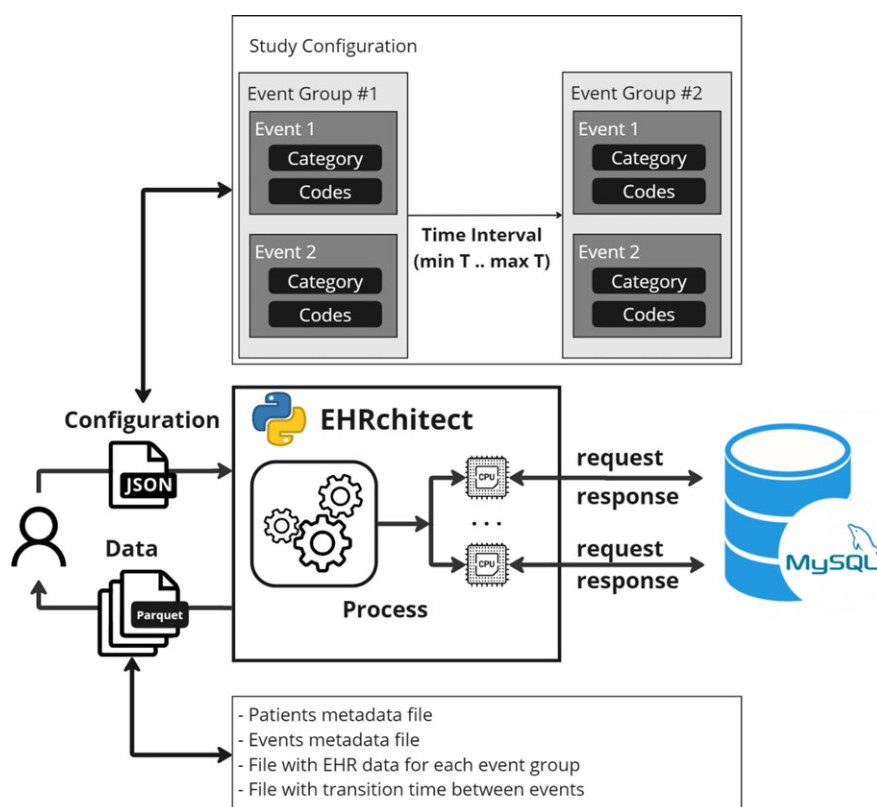 Study Configuration
Event Group #1
Event 1
Category
Codes
Event 2
Category
Codes
Time Interval
(min T .. max T)
Event Group #2
Event 1
Category
Codes
Event 2
Category
Codes
Configuration
JSON
Data
Parquet
EHRchitect
Process
CPU
...
CPU
request
response
request
response
MySQL
- Patients metadata file
- Events metadata file
- File with EHR data for each event group
- File with transition time between events